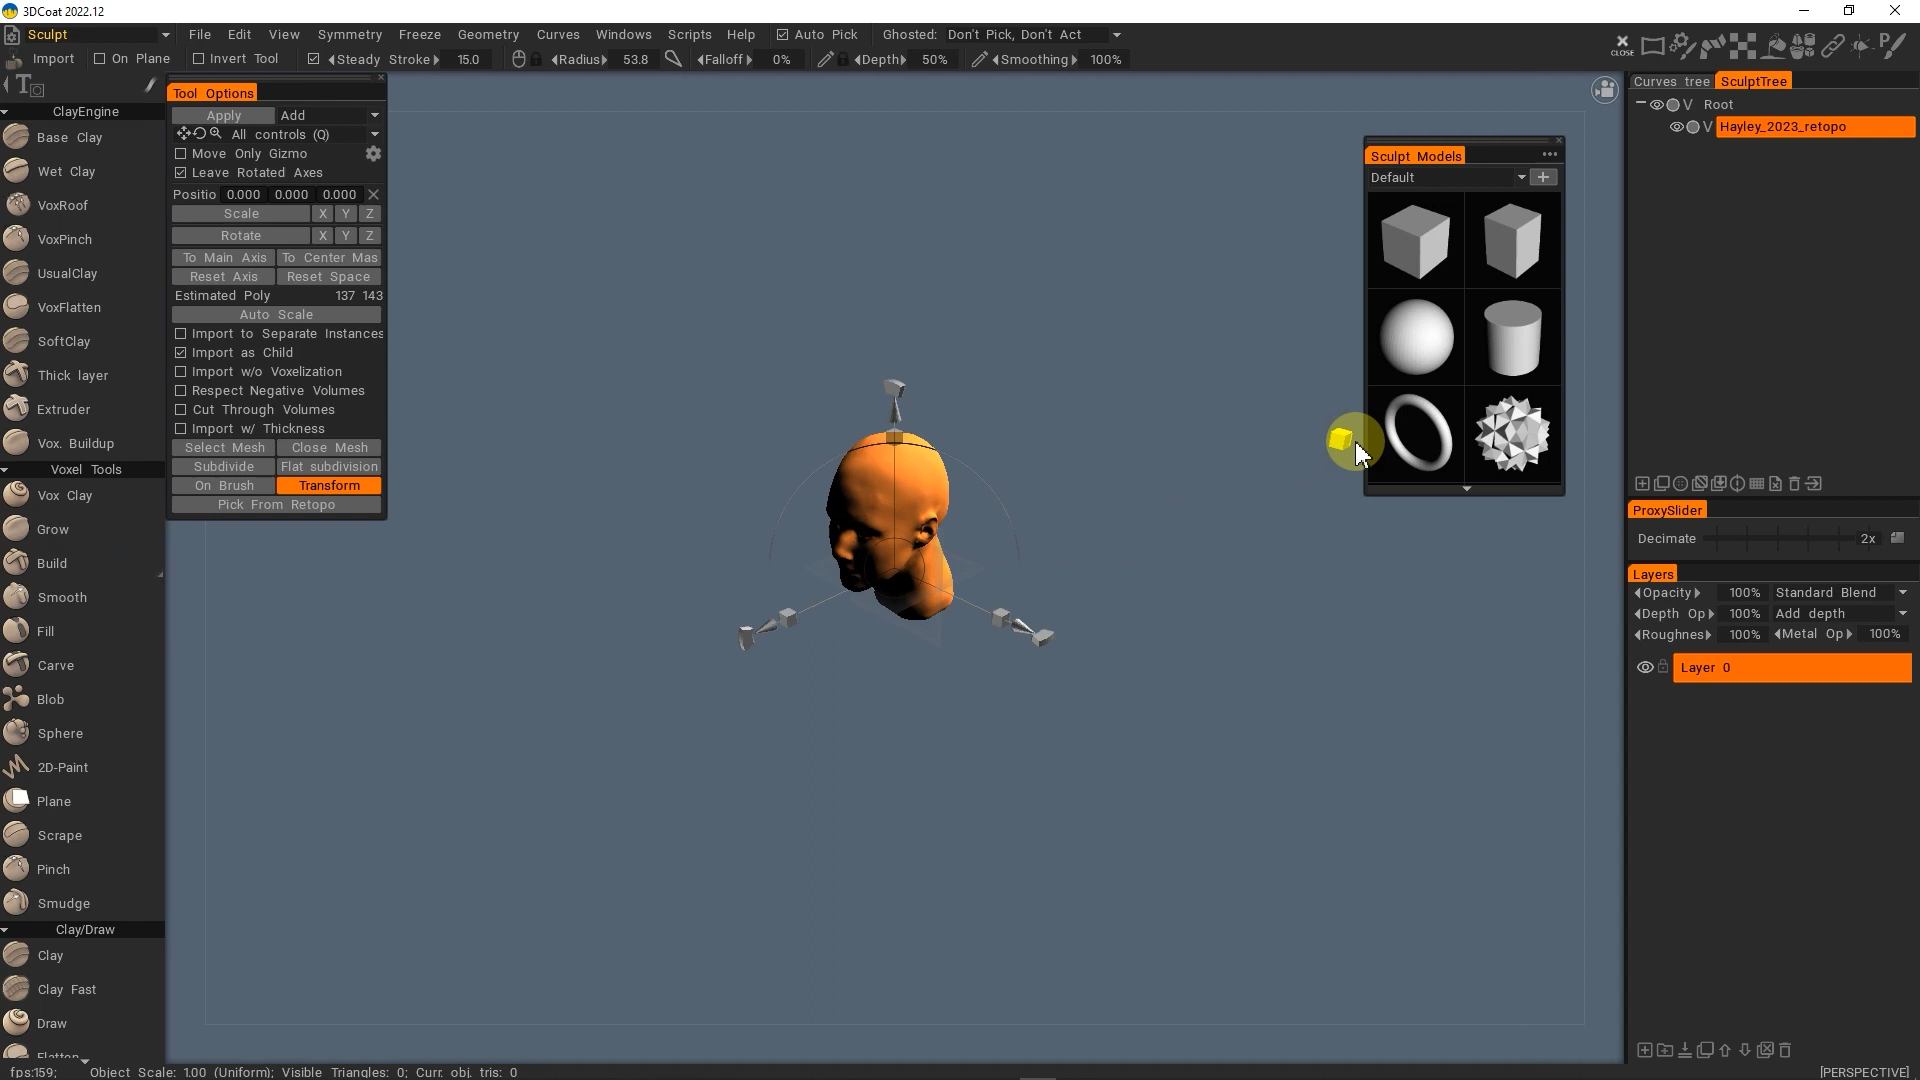 3DCoat 2022.12
Sculpt File Edit View Symmetry Freeze Geometry Curves Windows Scripts Help Auto Pick Ghosted: Don't Pick, Don't Act
Import On Plane Invert Tool Steady Stroke 15.0 Radius 53.8 Falloff 0% Depth 50% Smoothing 100%
CLOSE
Tool Options
Apply Add
All controls (Q)
Move Only Gizmo
Leave Rotated Axes
Positio 0.000 0.000 0.000
Scale X Y Z
Rotate X Y Z
To Main Axis To Center Mas
Reset Axis Reset Space
Estimated Poly 137 143
Auto Scale
Import to Separate Instances
Import as Child
Import w/o Voxelization
Respect Negative Volumes
Cut Through Volumes
Import w/ Thickness
Select Mesh Close Mesh
Subdivide Flat subdivision
On Brush Transform
Pick From Retopo
ClayEngine
Base Clay
Wet Clay
VoxRoof
VoxPinch
UsualClay
VoxFlatten
SoftClay
Thick layer
Extruder
Vox. Buildup
Voxel Tools
Vox Clay
Grow
Build
Smooth
Fill
Carve
Blob
Sphere
2D-Paint
Plane
Scrape
Pinch
Smudge
Clay/Draw
Clay
Clay Fast
Draw
Flatten
Sculpt Models
Default
Curves tree SculptTree
V Root
V Hayley_2023_retopo
ProxySlider
Decimate 2x
Layers
Opacity 100% Standard Blend
Depth Op 100% Add depth
Roughnes 100% Metal Op 100%
Layer 0
fps:159; Object Scale: 1.00 (Uniform); Visible Triangles: 0; Curr. obj. tris: 0
[PERSPECTIVE]